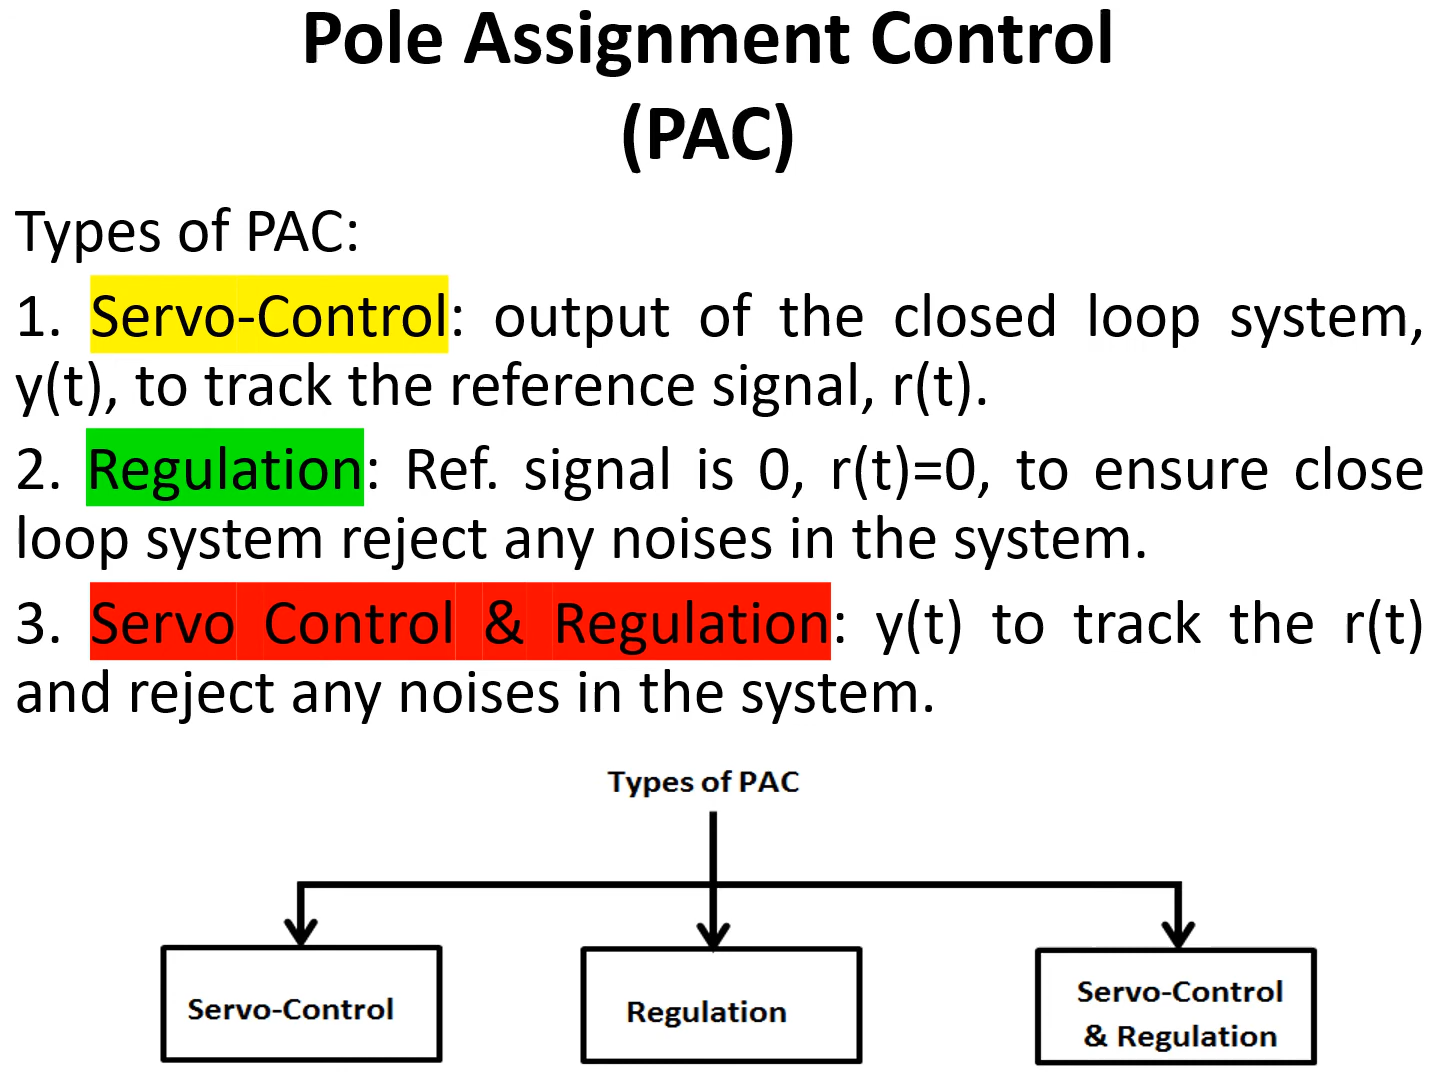 Pole Assignment Control
(PAC)
Types of PAC:
1. Servo-Control: output of the closed loop system,
y(t), to track the reference signal, r(t).
2. Regulation: Ref. signal is 0, r(t)=0, to ensure close
loop system reject any noises in the system.
3. Servo Control & Regulation: y(t) to track the r(t)
and reject any noises in the system.
Types of PAC
Servo-Control
Regulation
Servo-Control
& Regulation